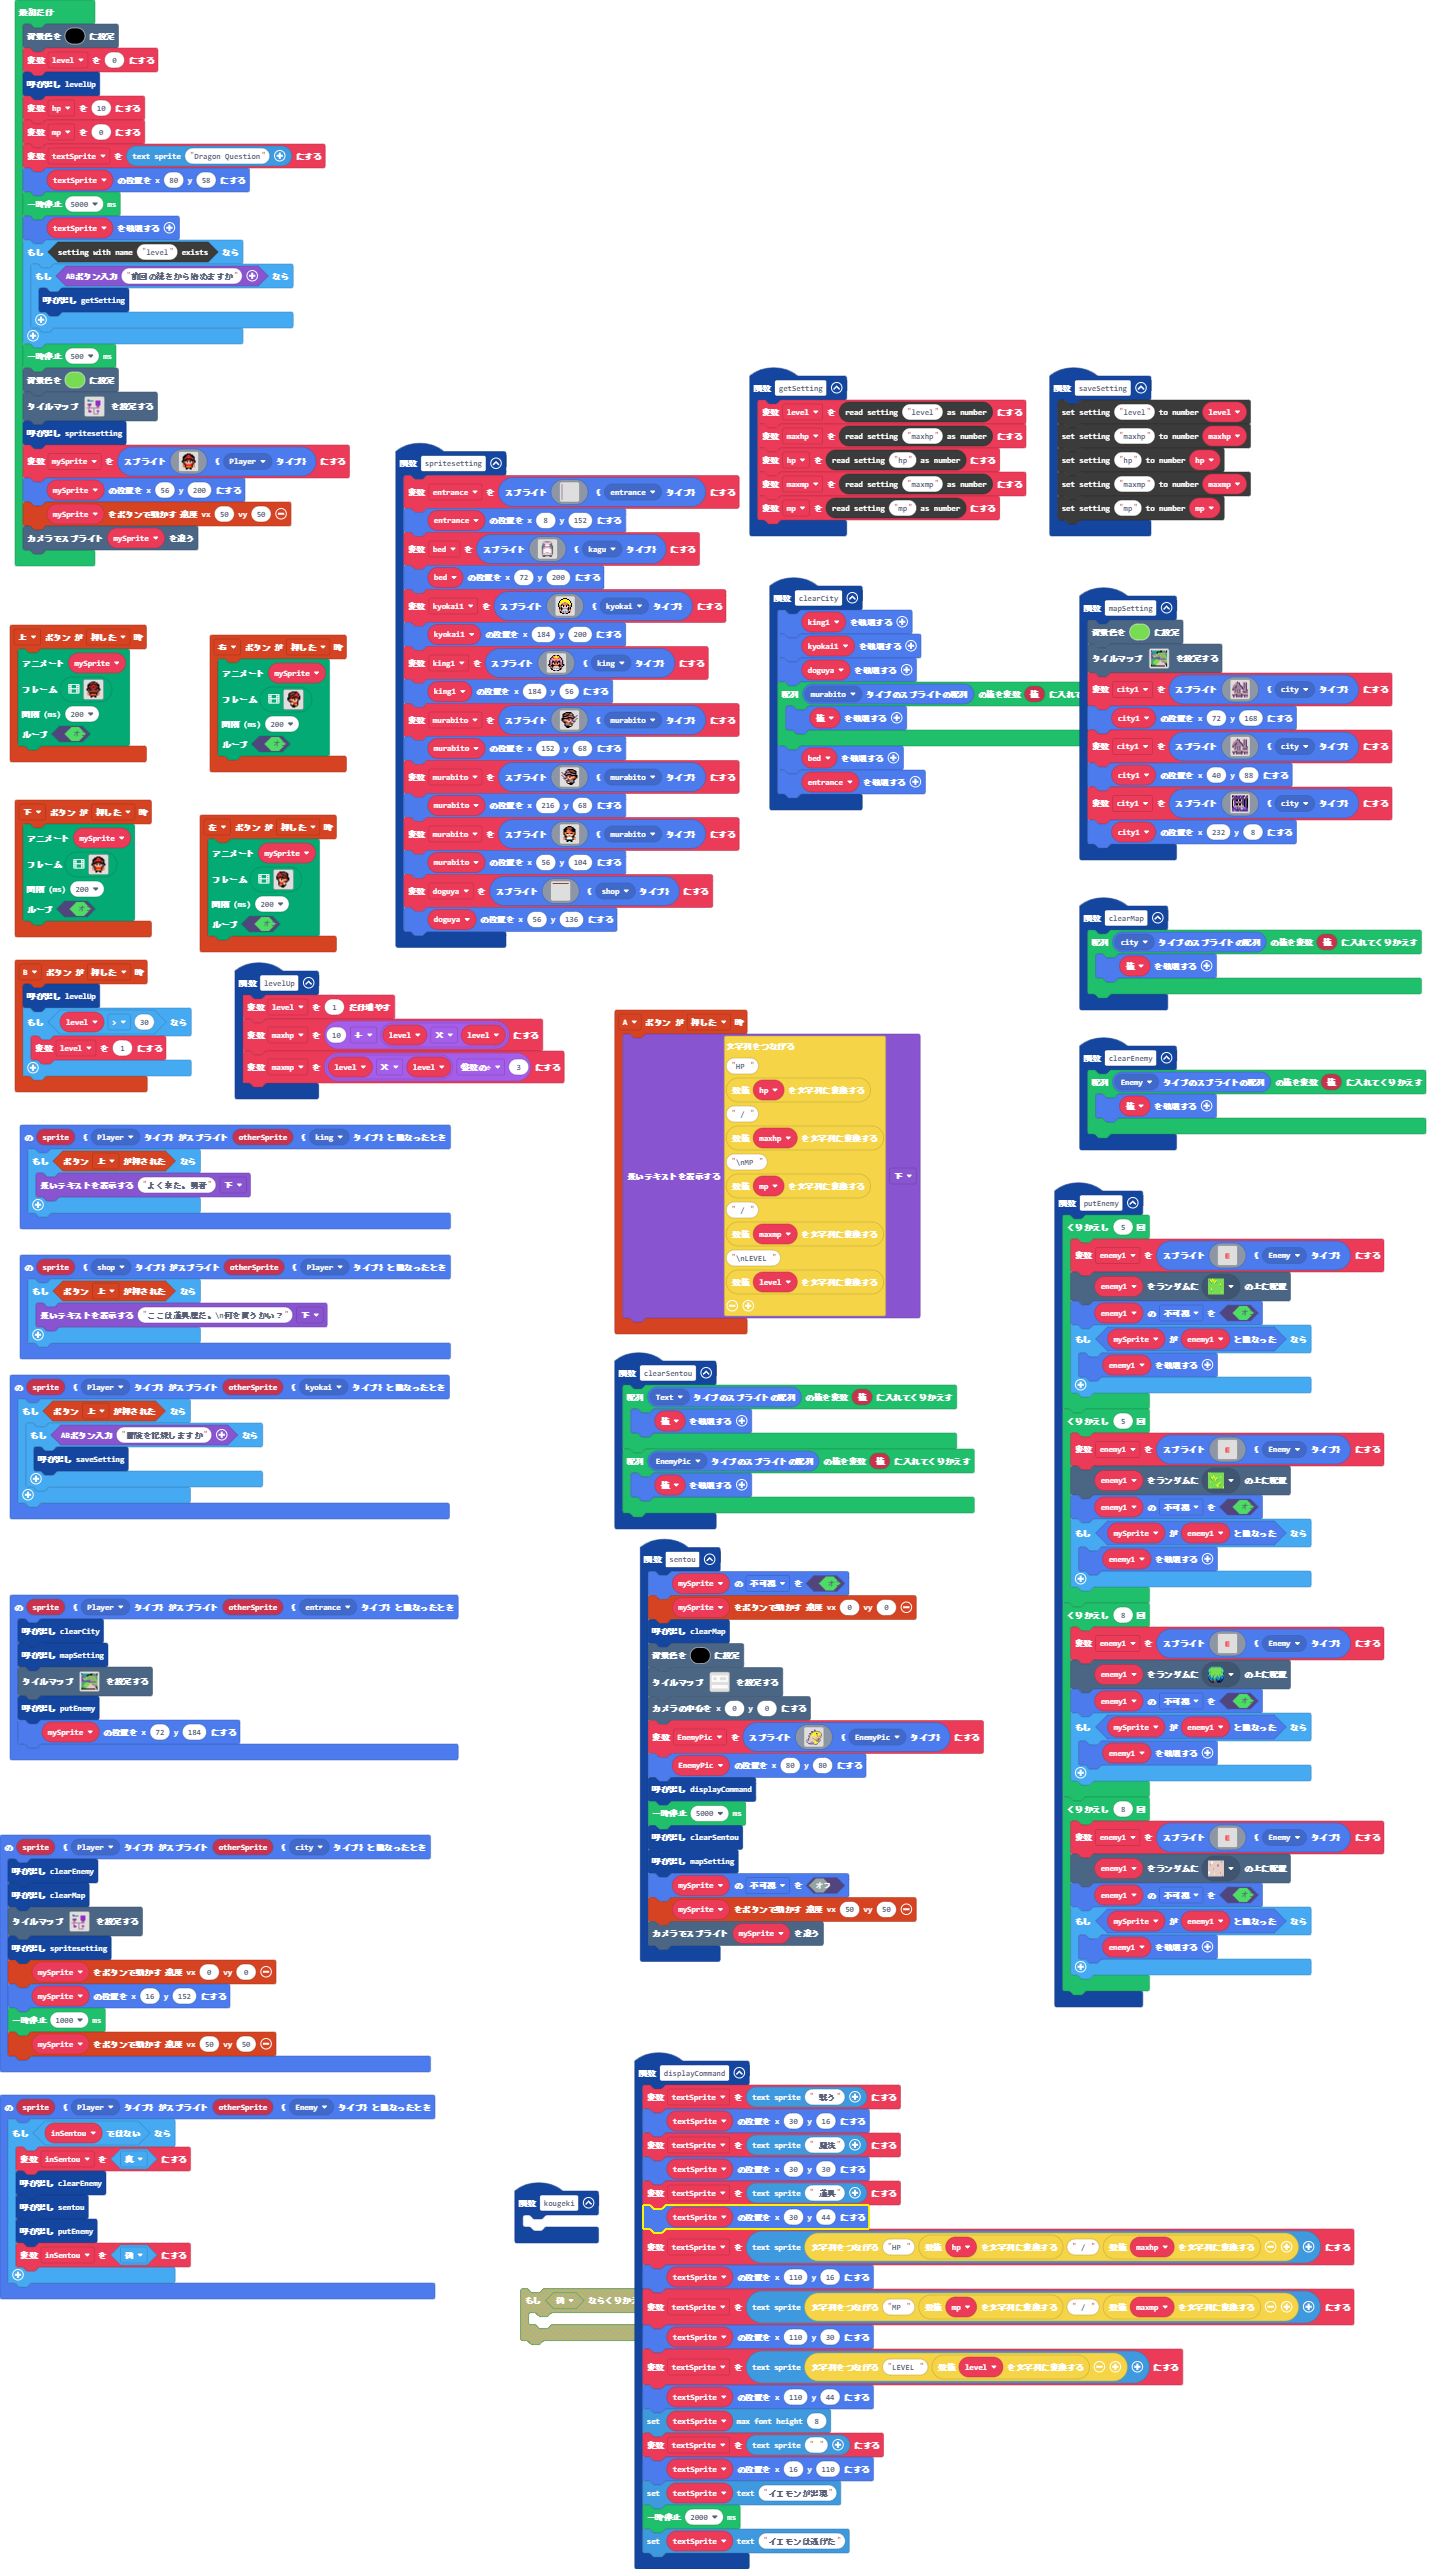 最初だけ
背景色を に設定
変数 level を 0 にする
呼び出し levelUp
変数 hp を 10 にする
変数 mp を 0 にする
変数 textSprite を text sprite "Dragon Question" にする
textSprite の位置を x 80 y 58 にする
一時停止 5000 ms
textSprite を破壊する
もし setting with name "level" exists なら
もし ABボタン入力 "前回の続きから始めますか" なら
呼び出し getSetting
一時停止 500 ms
背景色を に設定
タイルマップ を設定する
呼び出し spritesetting
変数 mySprite を スプライト ( Player タイプ) にする
mySprite の位置を x 56 y 200 にする
mySprite をボタンで動かす 速度 vx 50 vy 50
カメラでスプライト mySprite を追う
上 ボタン が 押した 時
アニメート mySprite
フレーム
間隔 (ms) 200
ループ オ
右 ボタン が 押した 時
アニメート mySprite
フレーム
間隔 (ms) 200
ループ オ
下 ボタン が 押した 時
アニメート mySprite
フレーム
間隔 (ms) 200
ループ オ
左 ボタン が 押した 時
アニメート mySprite
フレーム
間隔 (ms) 200
ループ オ
B ボタン が 押した 時
呼び出し levelUp
もし level > 30 なら
変数 level を 1 にする
関数 levelUp
変数 level を 1 だけ増やす
変数 maxhp を 10 + level × level にする
変数 maxmp を level × level 整数の÷ 3 にする
の sprite ( Player タイプ) がスプライト otherSprite ( king タイプ) と重なったとき
もし ボタン 上 が押された なら
長いテキストを表示する "よく来た。勇者" 下
の sprite ( shop タイプ) がスプライト otherSprite ( Player タイプ) と重なったとき
もし ボタン 上 が押された なら
長いテキストを表示する "ここは道具屋だ。\n何を買うかい？" 下
の sprite ( Player タイプ) がスプライト otherSprite ( kyokai タイプ) と重なったとき
もし ボタン 上 が押された なら
もし ABボタン入力 "冒険を記録しますか" なら
呼び出し saveSetting
の sprite ( Player タイプ) がスプライト otherSprite ( entrance タイプ) と重なったとき
呼び出し clearCity
呼び出し mapSetting
タイルマップ を設定する
呼び出し putEnemy
mySprite の位置を x 72 y 184 にする
の sprite ( Player タイプ) がスプライト otherSprite ( city タイプ) と重なったとき
呼び出し clearEnemy
呼び出し clearMap
タイルマップ を設定する
呼び出し spritesetting
mySprite をボタンで動かす 速度 vx 0 vy 0
mySprite の位置を x 16 y 152 にする
一時停止 1000 ms
mySprite をボタンで動かす 速度 vx 50 vy 50
の sprite ( Player タイプ) がスプライト otherSprite ( Enemy タイプ) と重なったとき
もし inSentou ではない なら
変数 inSentou を 真 にする
呼び出し clearEnemy
呼び出し sentou
呼び出し putEnemy
変数 inSentou を 偽 にする
関数 spritesetting
変数 entrance を スプライト ( entrance タイプ) にする
entrance の位置を x 8 y 152 にする
変数 bed を スプライト ( kagu タイプ) にする
bed の位置を x 72 y 200 にする
変数 kyokai1 を スプライト ( kyokai タイプ) にする
kyokai1 の位置を x 184 y 200 にする
変数 king1 を スプライト ( king タイプ) にする
king1 の位置を x 184 y 56 にする
変数 murabito を スプライト ( murabito タイプ) にする
murabito の位置を x 152 y 68 にする
変数 murabito を スプライト ( murabito タイプ) にする
murabito の位置を x 216 y 68 にする
変数 murabito を スプライト ( murabito タイプ) にする
murabito の位置を x 56 y 104 にする
変数 doguya を スプライト ( shop タイプ) にする
doguya の位置を x 56 y 136 にする
関数 getSetting
変数 level を read setting "level" as number にする
変数 maxhp を read setting "maxhp" as number にする
変数 hp を read setting "hp" as number にする
変数 maxmp を read setting "maxmp" as number にする
変数 mp を read setting "mp" as number にする
関数 saveSetting
set setting "level" to number level
set setting "maxhp" to number maxhp
set setting "hp" to number hp
set setting "maxmp" to number maxmp
set setting "mp" to number mp
関数 clearCity
king1 を破壊する
kyokai1 を破壊する
doguya を破壊する
配列 murabito タイプのスプライトの配列 の値を変数 値 に入れて
値 を破壊する
bed を破壊する
entrance を破壊する
関数 mapSetting
背景色を に設定
タイルマップ を設定する
変数 city1 を スプライト ( city タイプ) にする
city1 の位置を x 72 y 168 にする
変数 city1 を スプライト ( city タイプ) にする
city1 の位置を x 40 y 88 にする
変数 city1 を スプライト ( city タイプ) にする
city1 の位置を x 232 y 8 にする
関数 clearMap
配列 city タイプのスプライトの配列 の値を変数 値 に入れてくりかえす
値 を破壊する
関数 clearEnemy
配列 Enemy タイプのスプライトの配列 の値を変数 値 に入れてくりかえす
値 を破壊する
A ボタン が 押した 時
長いテキストを表示する
文字列をつなげる
"HP "
数値 hp を文字列に変換する
" / "
数値 maxhp を文字列に変換する
"\nMP "
数値 mp を文字列に変換する
" / "
数値 maxmp を文字列に変換する
"\nLEVEL "
数値 level を文字列に変換する
下
関数 clearSentou
配列 Text タイプのスプライトの配列 の値を変数 値 に入れてくりかえす
値 を破壊する
配列 EnemyPic タイプのスプライトの配列 の値を変数 値 に入れてくりかえす
値 を破壊する
関数 sentou
mySprite の 不可視 を オ
mySprite をボタンで動かす 速度 vx 0 vy 0
呼び出し clearMap
背景色を に設定
タイルマップ を設定する
カメラの中心を x 0 y 0 にする
変数 EnemyPic を スプライト ( EnemyPic タイプ) にする
EnemyPic の位置を x 80 y 80 にする
呼び出し displayCommand
一時停止 5000 ms
呼び出し clearSentou
呼び出し mapSetting
mySprite の 不可視 を オフ
mySprite をボタンで動かす 速度 vx 50 vy 50
カメラでスプライト mySprite を追う
関数 putEnemy
くりかえし 5 回
変数 enemy1 を スプライト ( Enemy タイプ) にする
enemy1 をランダムに の上に配置
enemy1 の 不可視 を オ
もし mySprite が enemy1 と重なった なら
enemy1 を破壊する
くりかえし 5 回
変数 enemy1 を スプライト ( Enemy タイプ) にする
enemy1 をランダムに の上に配置
enemy1 の 不可視 を オ
もし mySprite が enemy1 と重なった なら
enemy1 を破壊する
くりかえし 8 回
変数 enemy1 を スプライト ( Enemy タイプ) にする
enemy1 をランダムに の上に配置
enemy1 の 不可視 を オ
もし mySprite が enemy1 と重なった なら
enemy1 を破壊する
くりかえし 8 回
変数 enemy1 を スプライト ( Enemy タイプ) にする
enemy1 をランダムに の上に配置
enemy1 の 不可視 を オ
もし mySprite が enemy1 と重なった なら
enemy1 を破壊する
関数 kougeki
もし 偽 ならくりかえ
関数 displayCommand
変数 textSprite を text sprite " 戦う" にする
textSprite の位置を x 30 y 16 にする
変数 textSprite を text sprite " 魔法" にする
textSprite の位置を x 30 y 30 にする
変数 textSprite を text sprite " 道具" にする
textSprite の位置を x 30 y 44 にする
変数 textSprite を text sprite 文字列をつなげる "HP " 数値 hp を文字列に変換する " / " 数値 maxhp を文字列に変換する にする
textSprite の位置を x 110 y 16 にする
変数 textSprite を text sprite 文字列をつなげる "MP " 数値 mp を文字列に変換する " / " 数値 maxmp を文字列に変換する にする
textSprite の位置を x 110 y 30 にする
変数 textSprite を text sprite 文字列をつなげる "LEVEL " 数値 level を文字列に変換する にする
textSprite の位置を x 110 y 44 にする
set textSprite max font height 8
変数 textSprite を text sprite " " にする
textSprite の位置を x 16 y 110 にする
set textSprite text "イエモンが出現"
一時停止 2000 ms
set textSprite text "イエモンは逃げた"